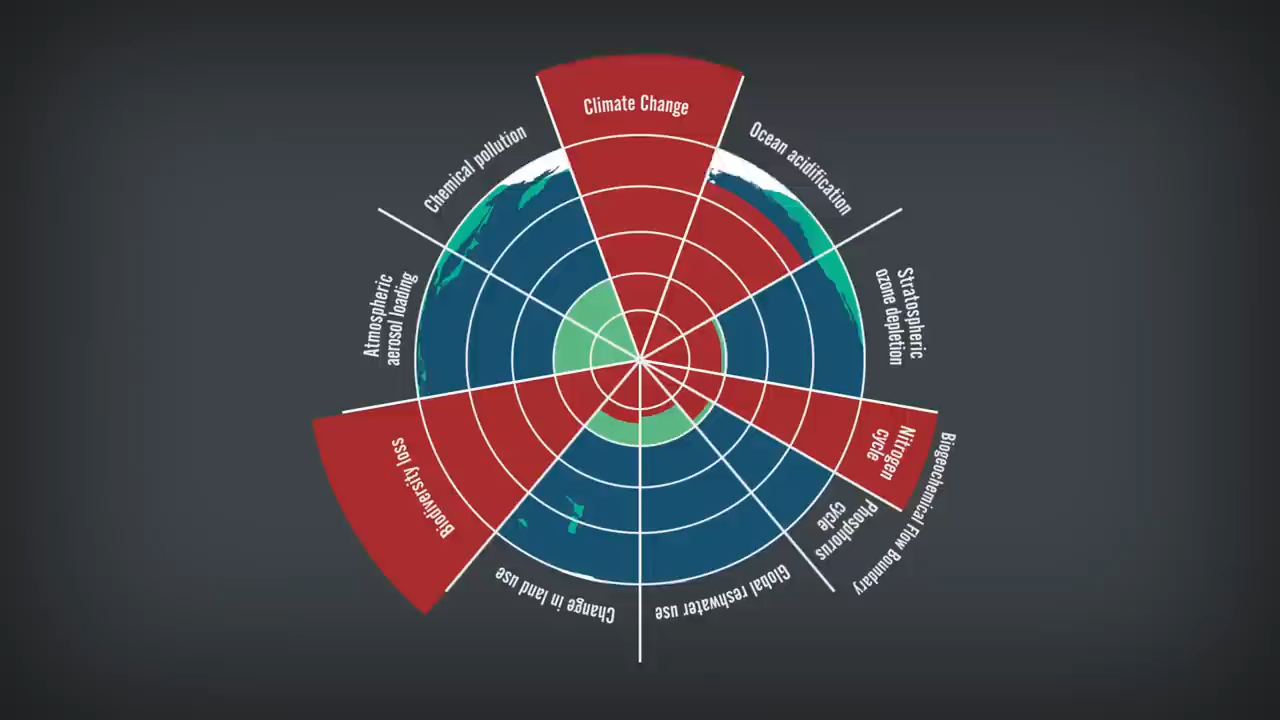 Climate Change
Ocean acidification
Stratospheric
ozone depletion
Nitrogen
cycle
Biogeochemical Flow Boundary
Phosphorus
cycle
Global reshwater use
Change in land use
Biodiversity loss
Atmospheric
aerosol loading
Chemical pollution